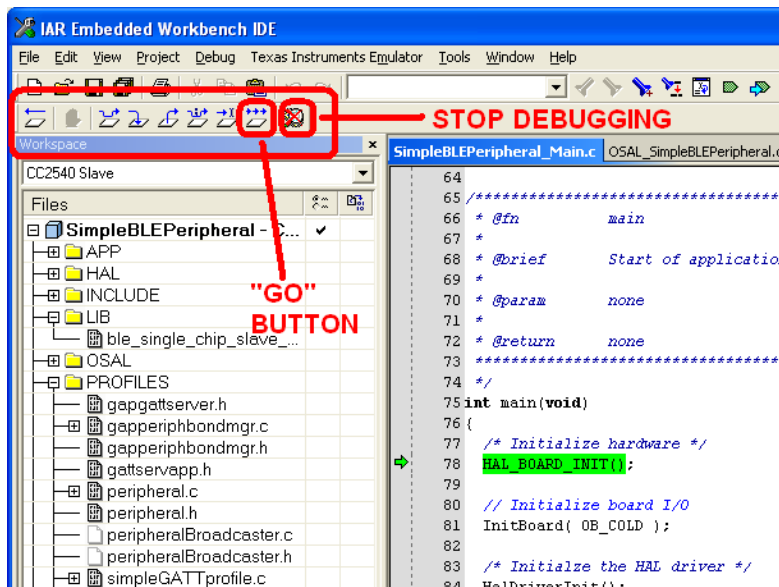 IAR Embedded Workbench IDE
File Edit View Project Debug Texas Instruments Emulator Tools Window Help
STOP DEBUGGING
Workspace
CC2540 Slave
Files
SimpleBLEPeripheral - C...
APP
HAL
INCLUDE
LIB
ble_single_chip_slave_...
OSAL
PROFILES
gapgattserver.h
gapperiphbondmgr.c
gapperiphbondmgr.h
gattservapp.h
peripheral.c
peripheral.h
peripheralBroadcaster.c
peripheralBroadcaster.h
simpleGATTprofile.c
"GO"
BUTTON
SimpleBLEPeripheral_Main.c OSAL_SimpleBLEPeripheral.c
64
65 /**************************************
66 * @fn main
67 *
68 * @brief Start of applicatio
69 *
70 * @param none
71 *
72 * @return none
73 **************************************
74 */
75 int main(void)
76 {
77 /* Initialize hardware */
78 HAL_BOARD_INIT();
79
80 // Initialize board I/O
81 InitBoard( OB_COLD );
82
83 /* Initialze the HAL driver */
84 HalDriverInit();